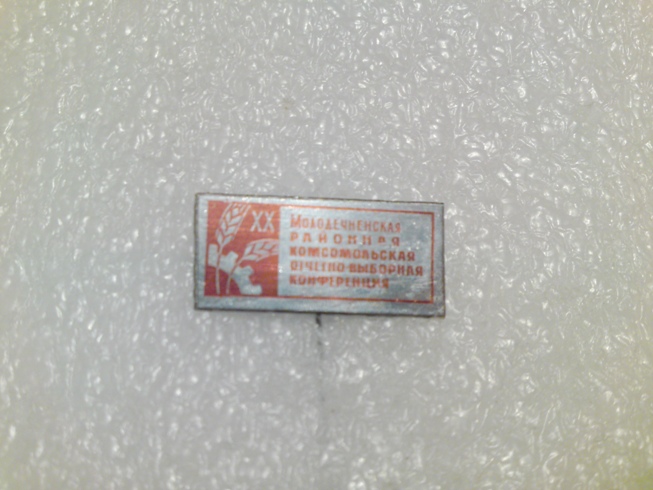 XX
МОЛОДЕЧНЕНСКАЯ
РАЙОННАЯ
КОМСОМОЛЬСКАЯ
ОТЧЕТНО-ВЫБОРНАЯ
КОНФЕРЕНЦИЯ